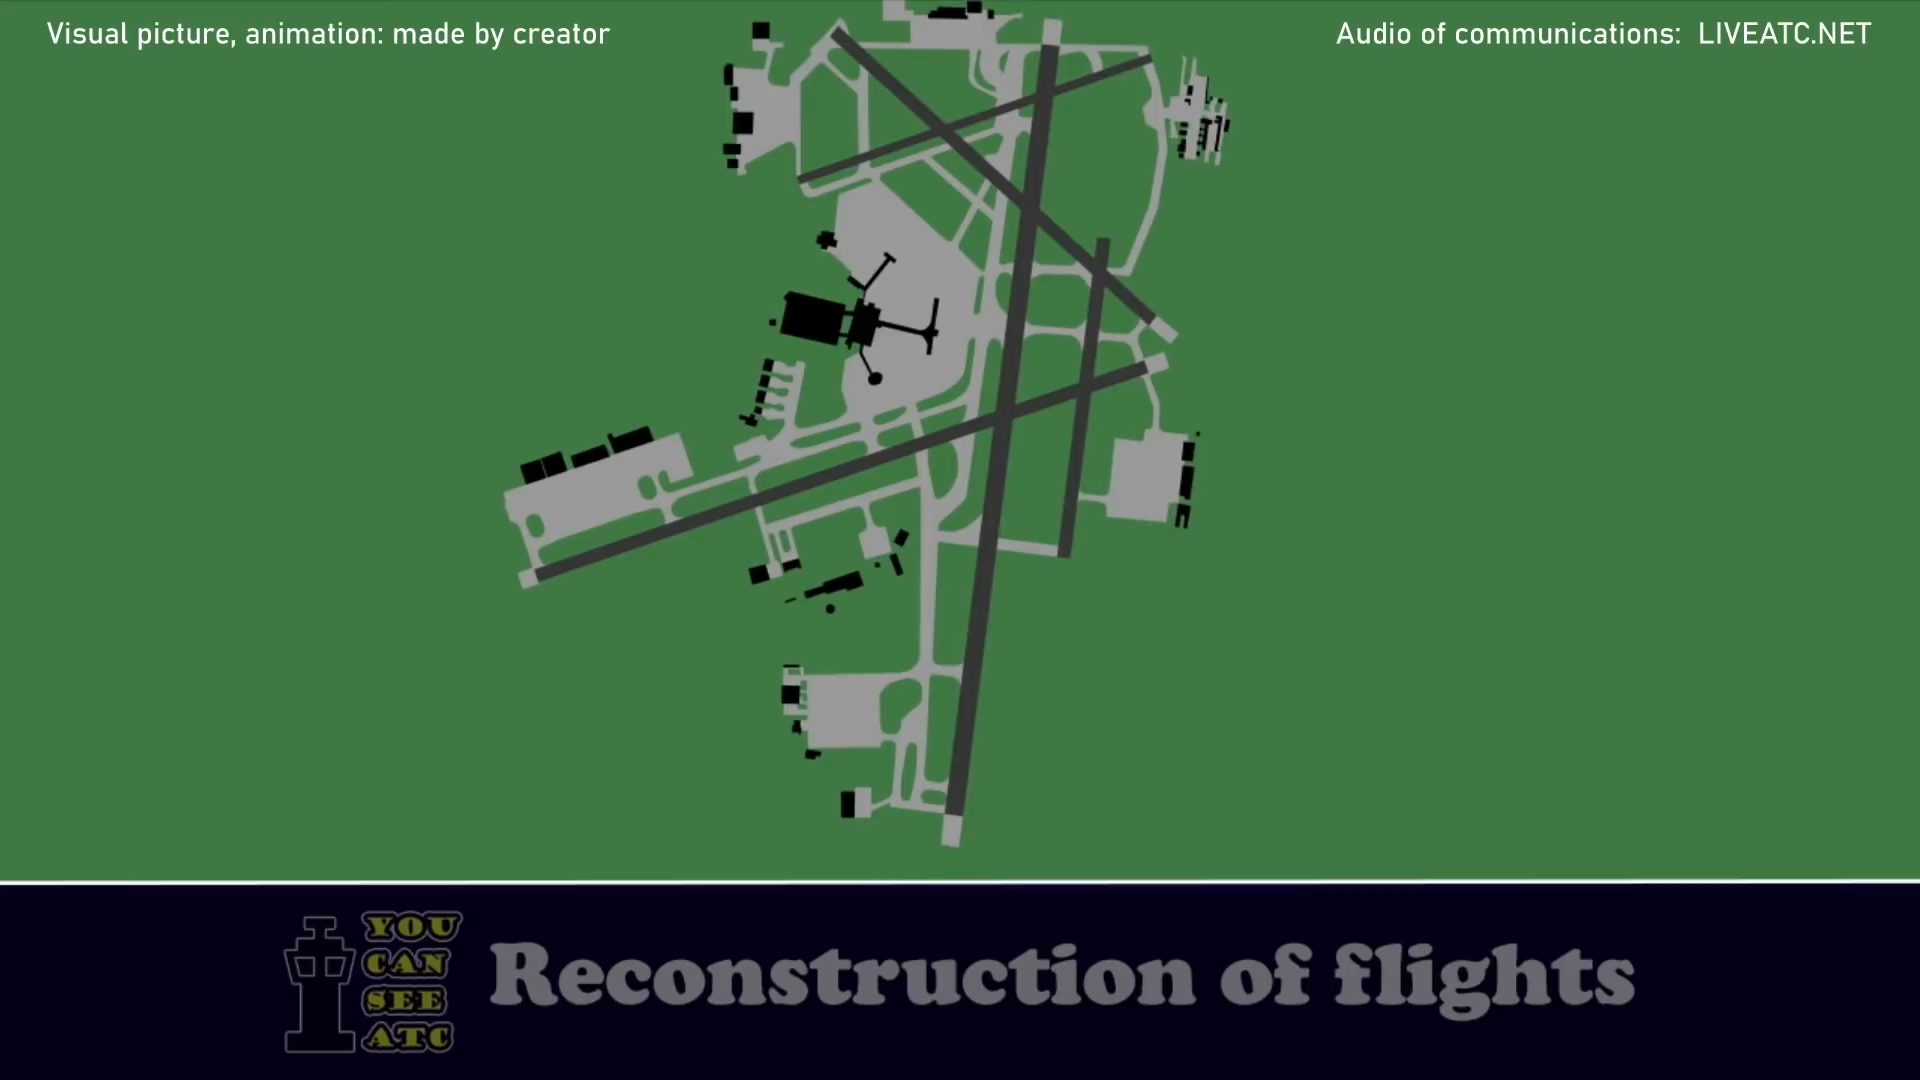 Visual picture, animation: made by creator
Audio of communications: LIVEATC.NET
YOU
CAN
SEE
ATC
Reconstruction of flights